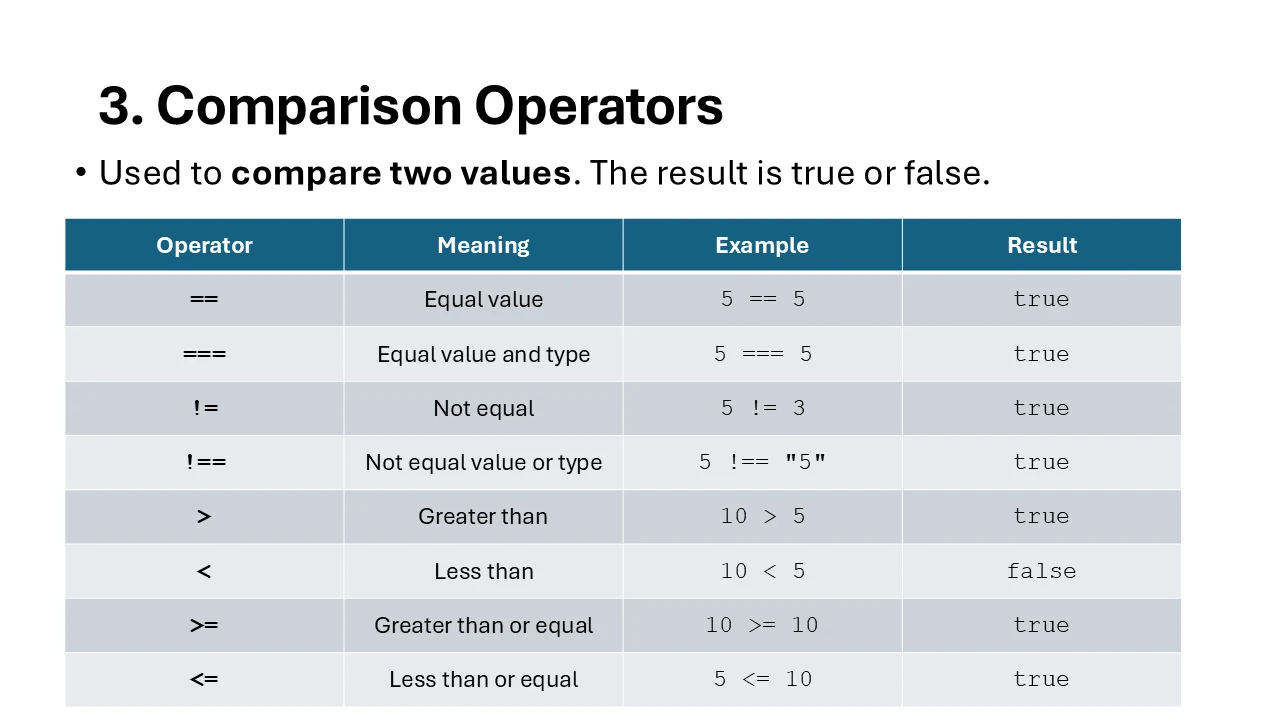 3. Comparison Operators
• Used to compare two values. The result is true or false.
Operator Meaning Example Result
== Equal value 5 == 5 true
=== Equal value and type 5 === 5 true
!= Not equal 5 != 3 true
!== Not equal value or type 5 !== "5" true
> Greater than 10 > 5 true
< Less than 10 < 5 false
>= Greater than or equal 10 >= 10 true
<= Less than or equal 5 <= 10 true